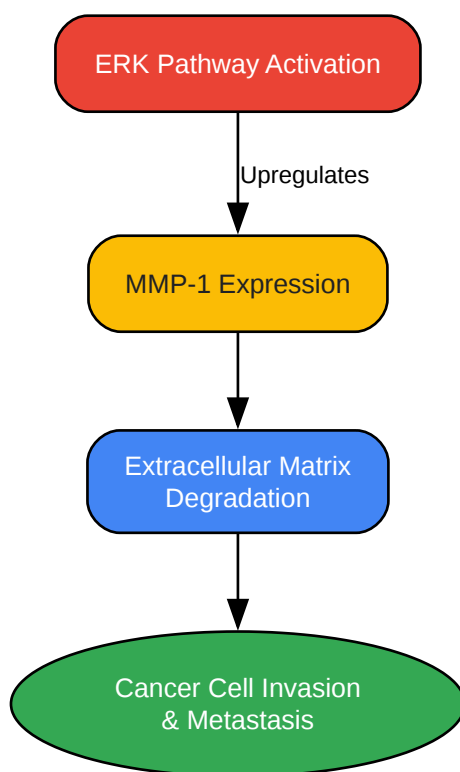 ERK Pathway Activation
Upregulates
MMP-1 Expression
Extracellular Matrix
Degradation
Cancer Cell Invasion
& Metastasis